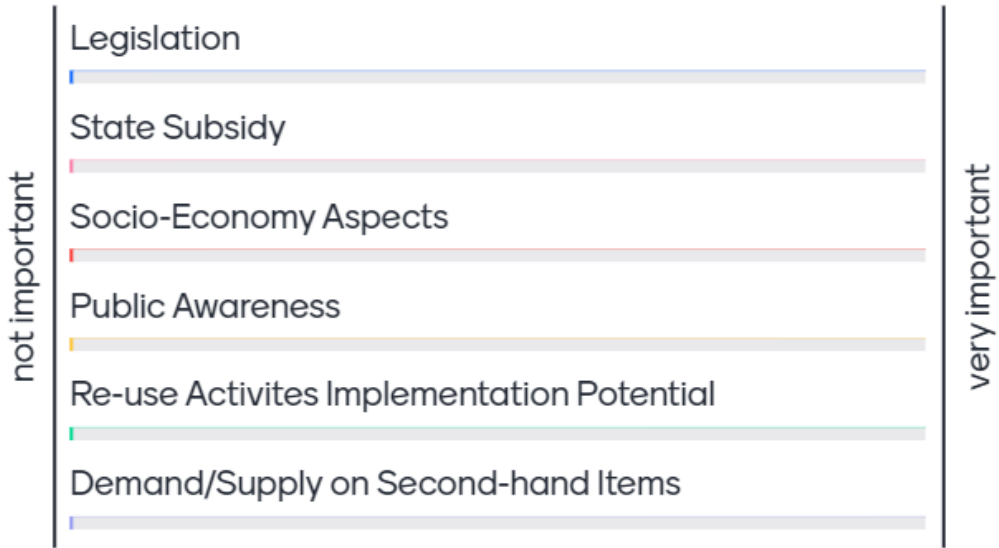 Legislation
State Subsidy
Socio-Economy Aspects
Public Awareness
Re-use Activites Implementation Potential
Demand/Supply on Second-hand Items
not important
very important